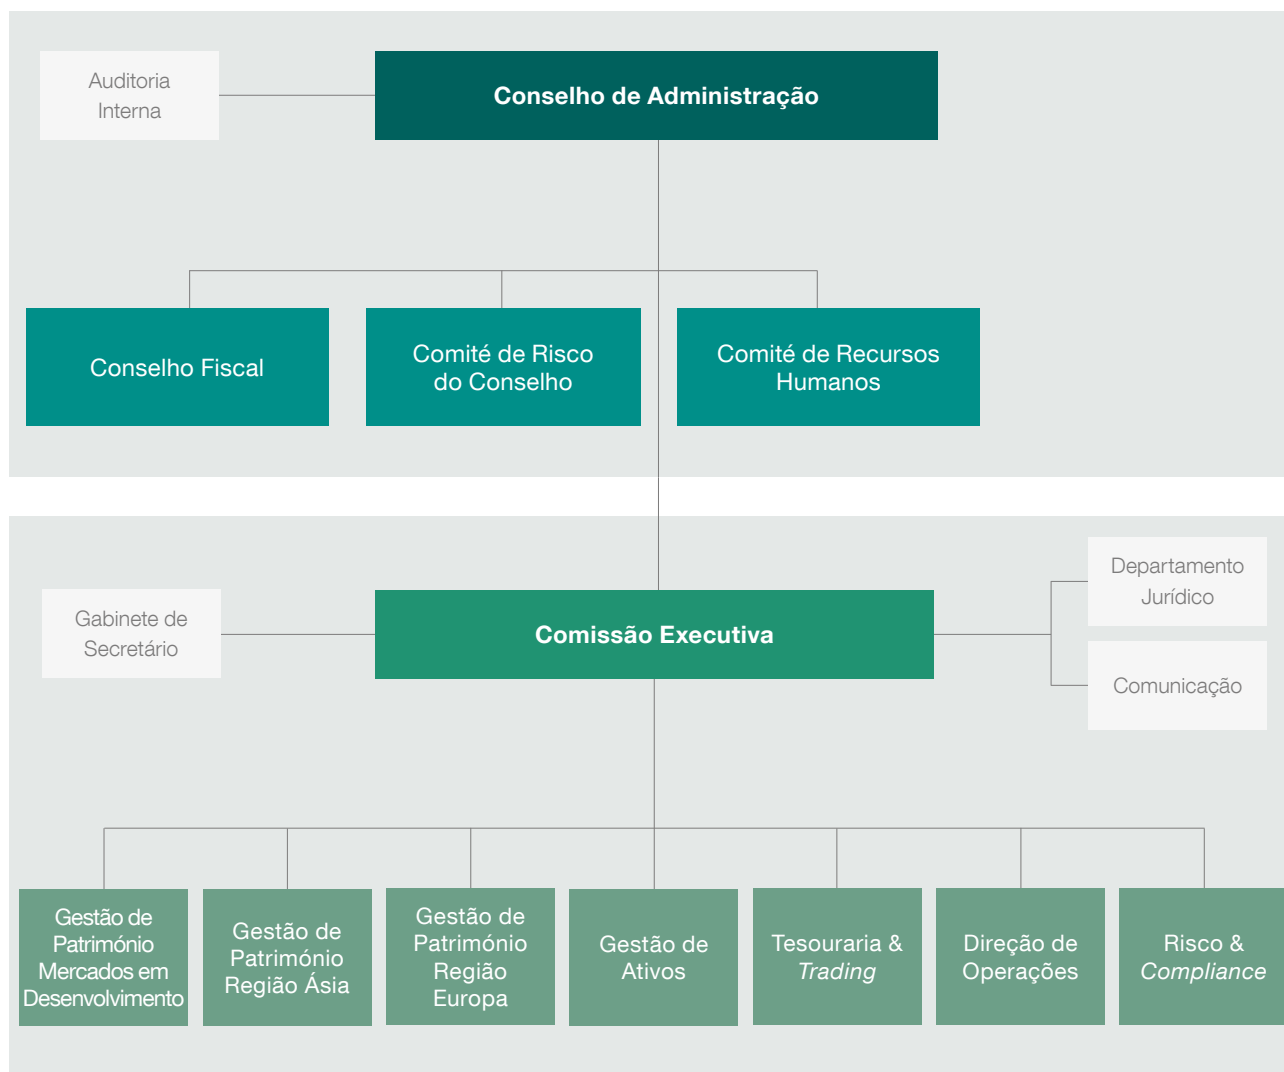 Auditoria
Interna
Conselho de Administração
Conselho Fiscal
Comité de Risco
do Conselho
Comité de Recursos
Humanos
Gabinete de
Secretário
Comissão Executiva
Departamento
Jurídico
Comunicação
Gestão de
Património
Mercados em
Desenvolvimento
Gestão de
Património
Região Ásia
Gestão de
Património
Região
Europa
Gestão de
Ativos
Tesouraria &
Trading
Direção de
Operações
Risco &
Compliance